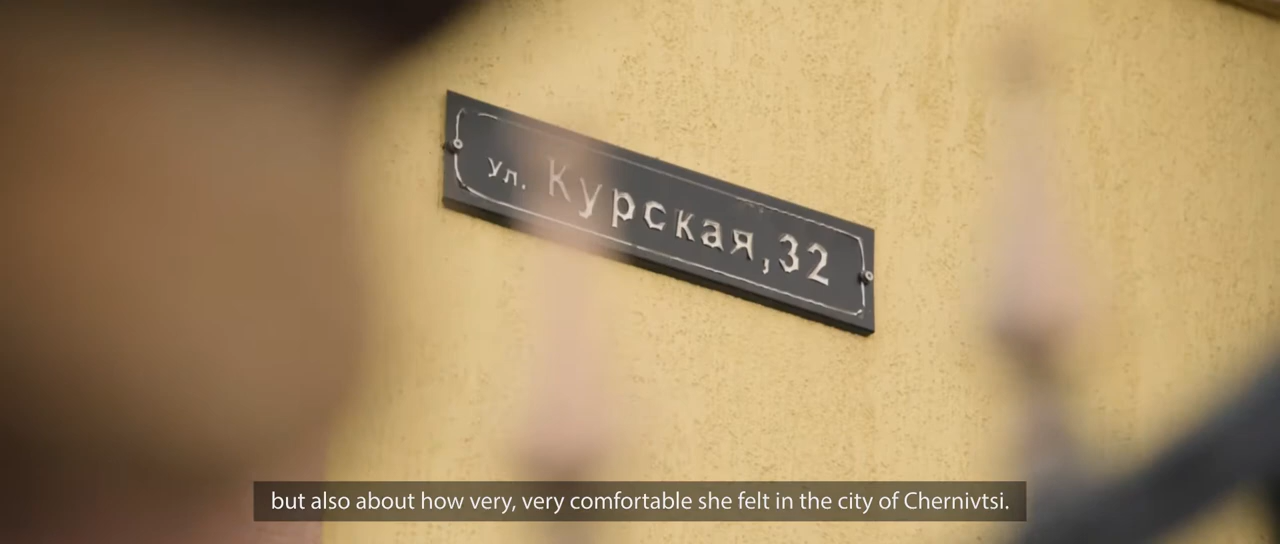 ул. Курская,32
but also about how very, very comfortable she felt in the city of Chernivtsi.